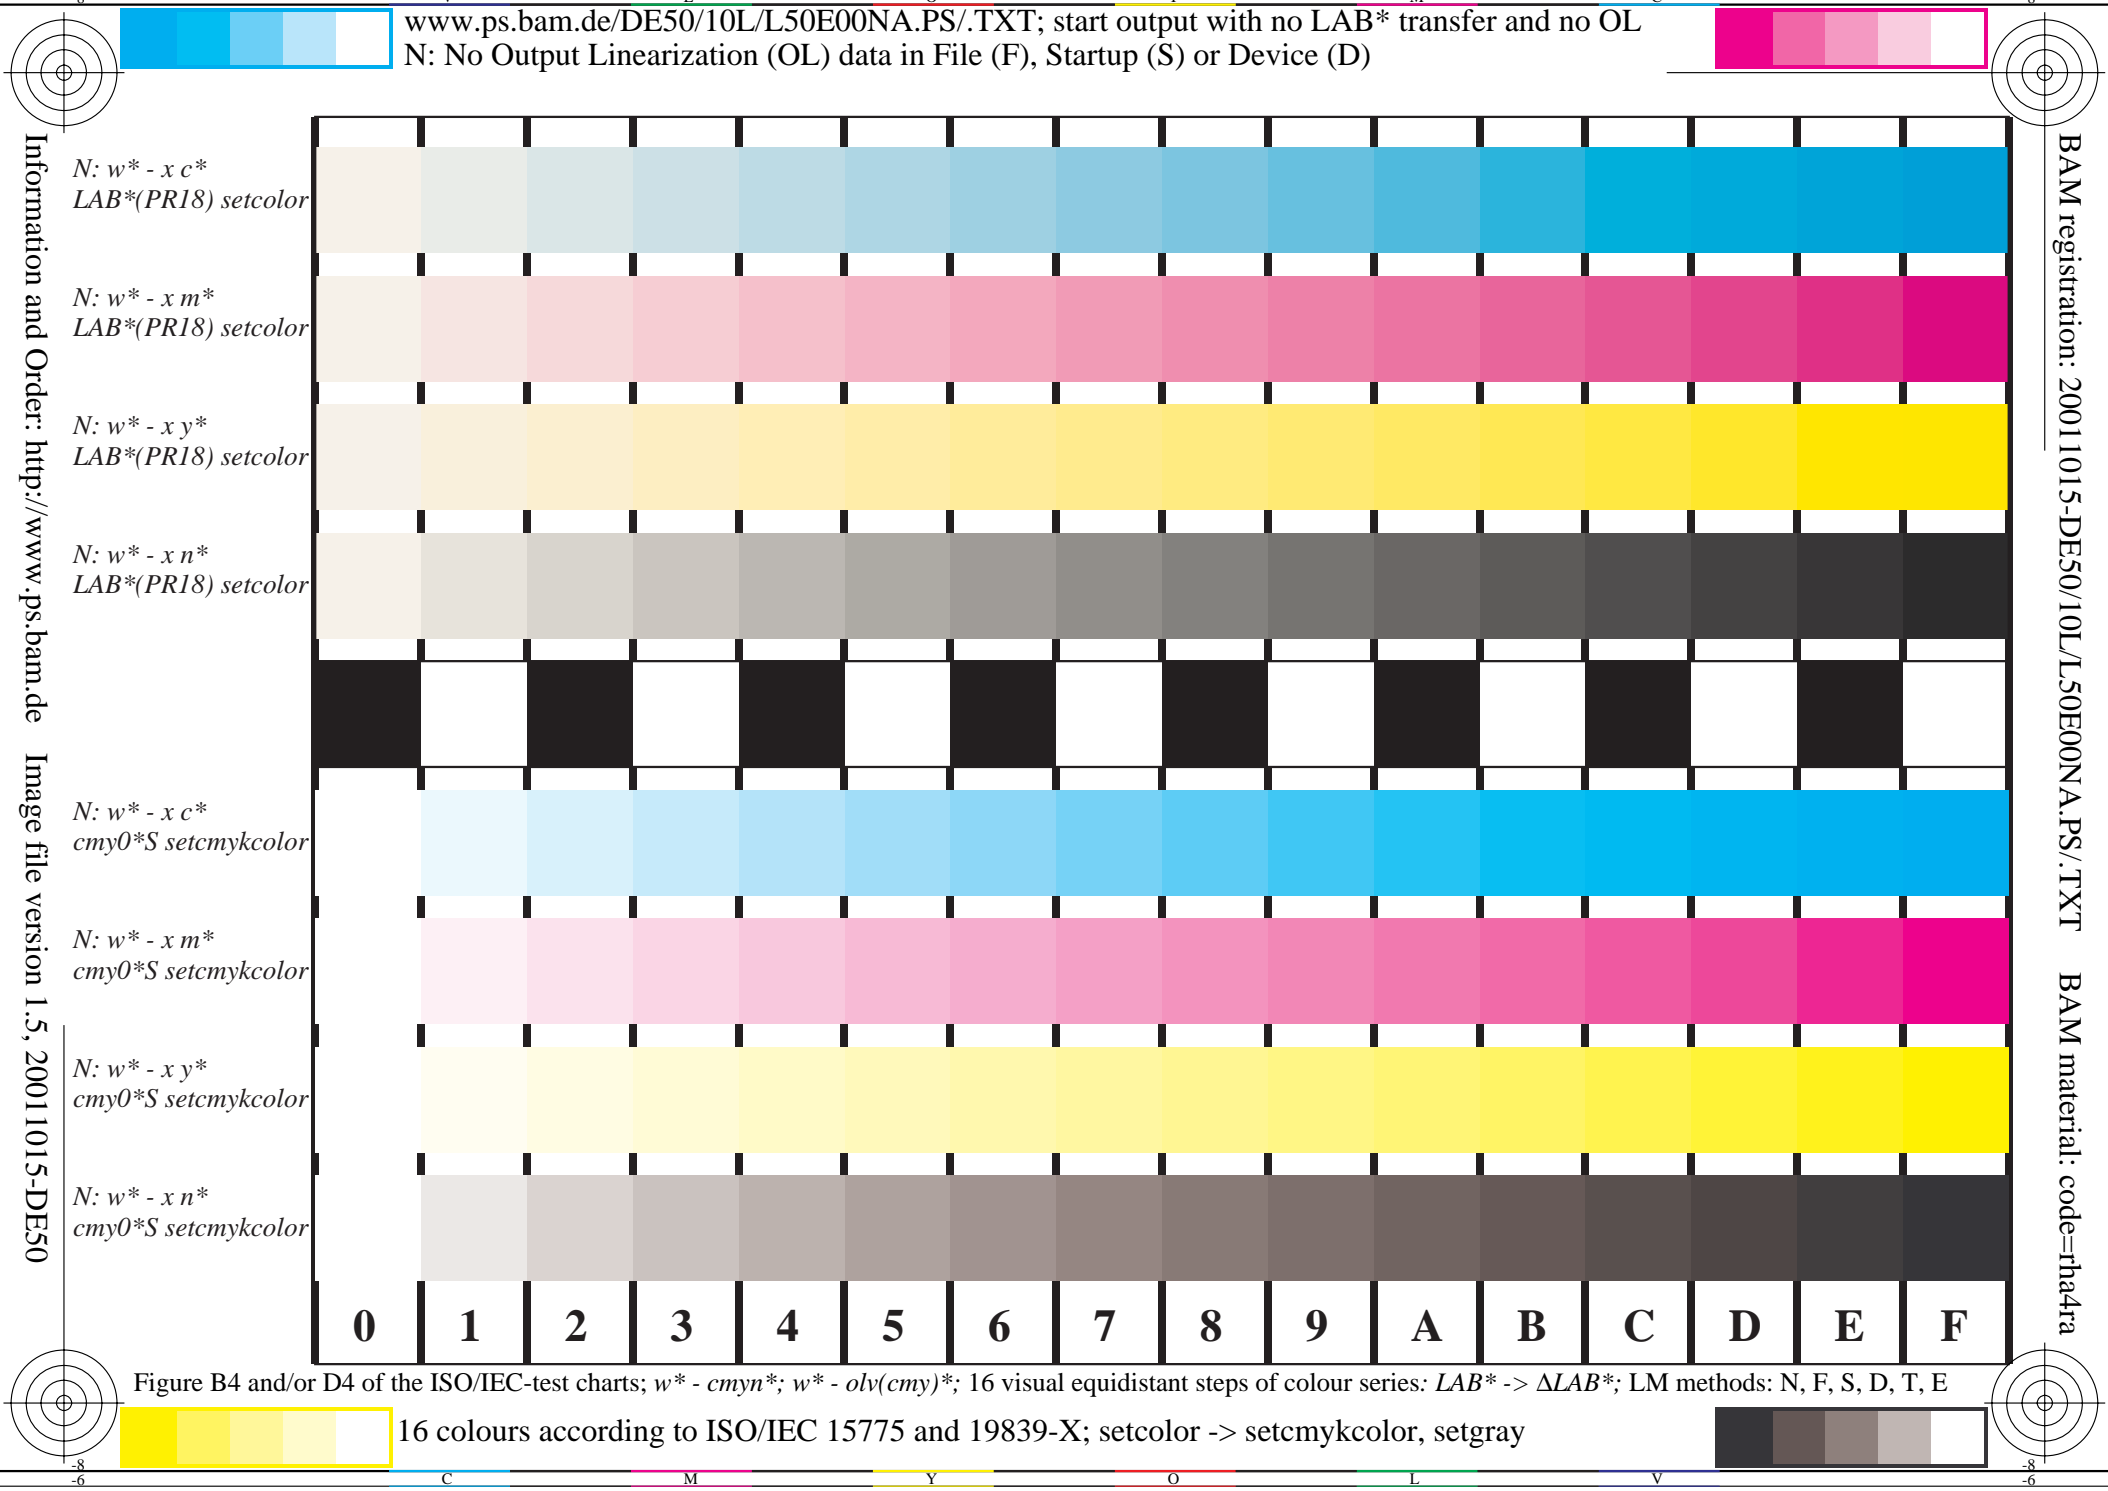 www.ps.bam.de/DE50/10L/L50E00NA.PS/.TXT; start output with no LAB* transfer and no OL
N: No Output Linearization (OL) data in File (F), Startup (S) or Device (D)
Information and Order: http://www.ps.bam.de Image file version 1.5, 20011015-DE50
BAM registration: 20011015-DE50/10L/L50E00NA.PS/.TXT BAM material: code=rha4ra
N: w* - x c*
LAB*(PR18) setcolor
N: w* - x m*
LAB*(PR18) setcolor
N: w* - x y*
LAB*(PR18) setcolor
N: w* - x n*
LAB*(PR18) setcolor
N: w* - x c*
cmy0*S setcmykcolor
N: w* - x m*
cmy0*S setcmykcolor
N: w* - x y*
cmy0*S setcmykcolor
N: w* - x n*
cmy0*S setcmykcolor
0 1 2 3 4 5 6 7 8 9 A B C D E F
Figure B4 and/or D4 of the ISO/IEC-test charts; w* - cmyn*; w* - olv(cmy)*; 16 visual equidistant steps of colour series: LAB* -> ΔLAB*; LM methods: N, F, S, D, T, E
16 colours according to ISO/IEC 15775 and 19839-X; setcolor -> setcmykcolor, setgray
-8 -8
-6 C M Y O L V -6